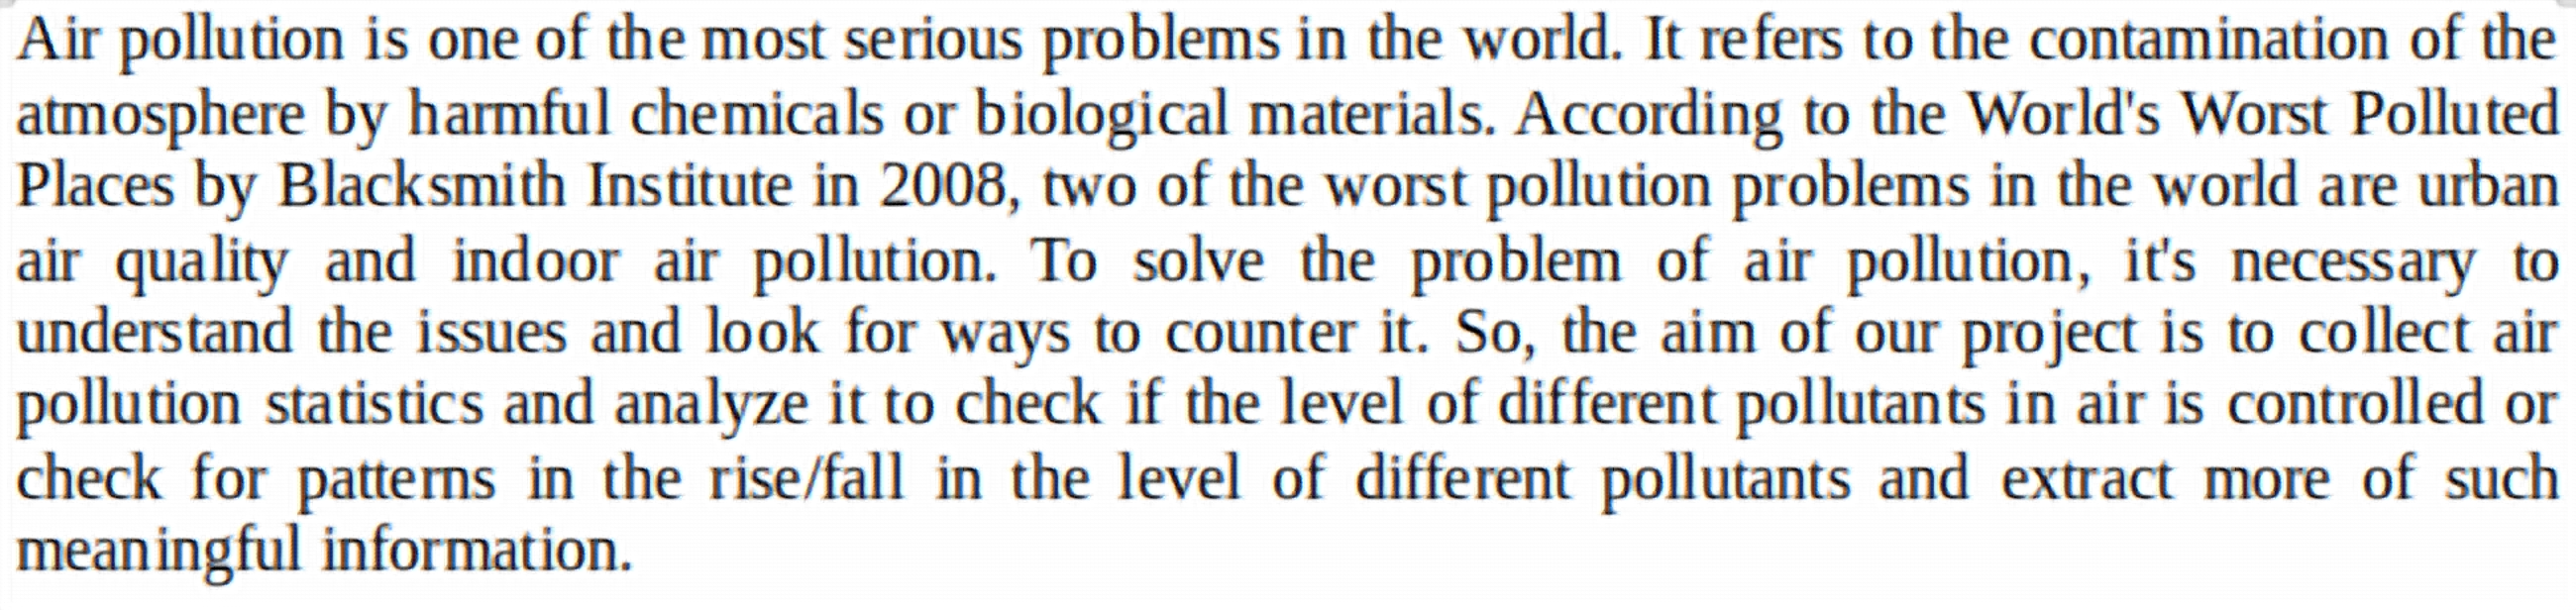 Air pollution is one of the most serious problems in the world. It refers to the contamination of the
atmosphere by harmful chemicals or biological materials. According to the World's Worst Polluted
Places by Blacksmith Institute in 2008, two of the worst pollution problems in the world are urban
air quality and indoor air pollution. To solve the problem of air pollution, it's necessary to
understand the issues and look for ways to counter it. So, the aim of our project is to collect air
pollution statistics and analyze it to check if the level of different pollutants in air is controlled or
check for patterns in the rise/fall in the level of different pollutants and extract more of such
meaningful information.